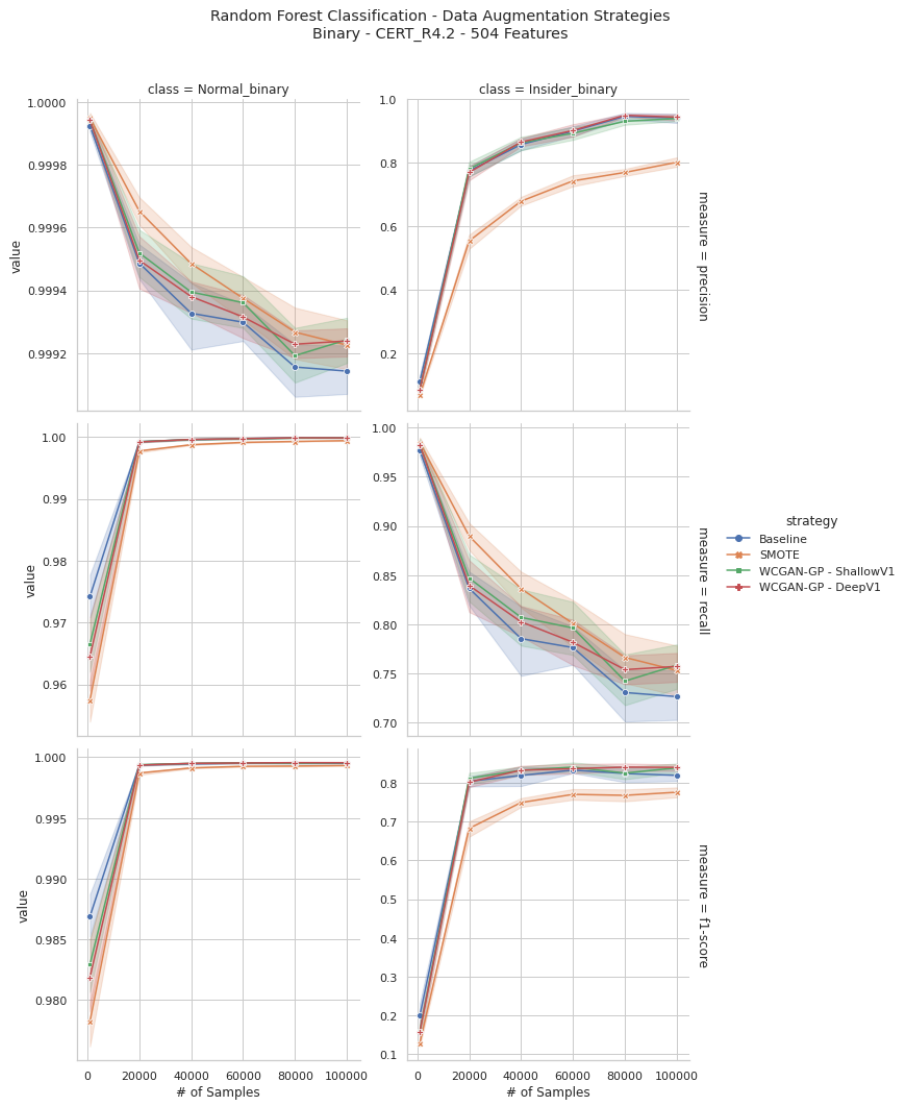 Random Forest Classification - Data Augmentation Strategies
Binary - CERT_R4.2 - 504 Features
class = Normal_binary
class = Insider_binary
1.0000
0.9998
0.9996
0.9994
0.9992
value
1.0
0.8
0.6
0.4
0.2
measure = precision
1.00
0.99
0.98
0.97
0.96
value
1.00
0.95
0.90
0.85
0.80
0.75
0.70
measure = recall
strategy
Baseline
SMOTE
WCGAN-GP - ShallowV1
WCGAN-GP - DeepV1
1.000
0.995
0.990
0.985
0.980
value
0.8
0.7
0.6
0.5
0.4
0.3
0.2
0.1
measure = f1-score
0 20000 40000 60000 80000 100000
# of Samples
0 20000 40000 60000 80000 100000
# of Samples